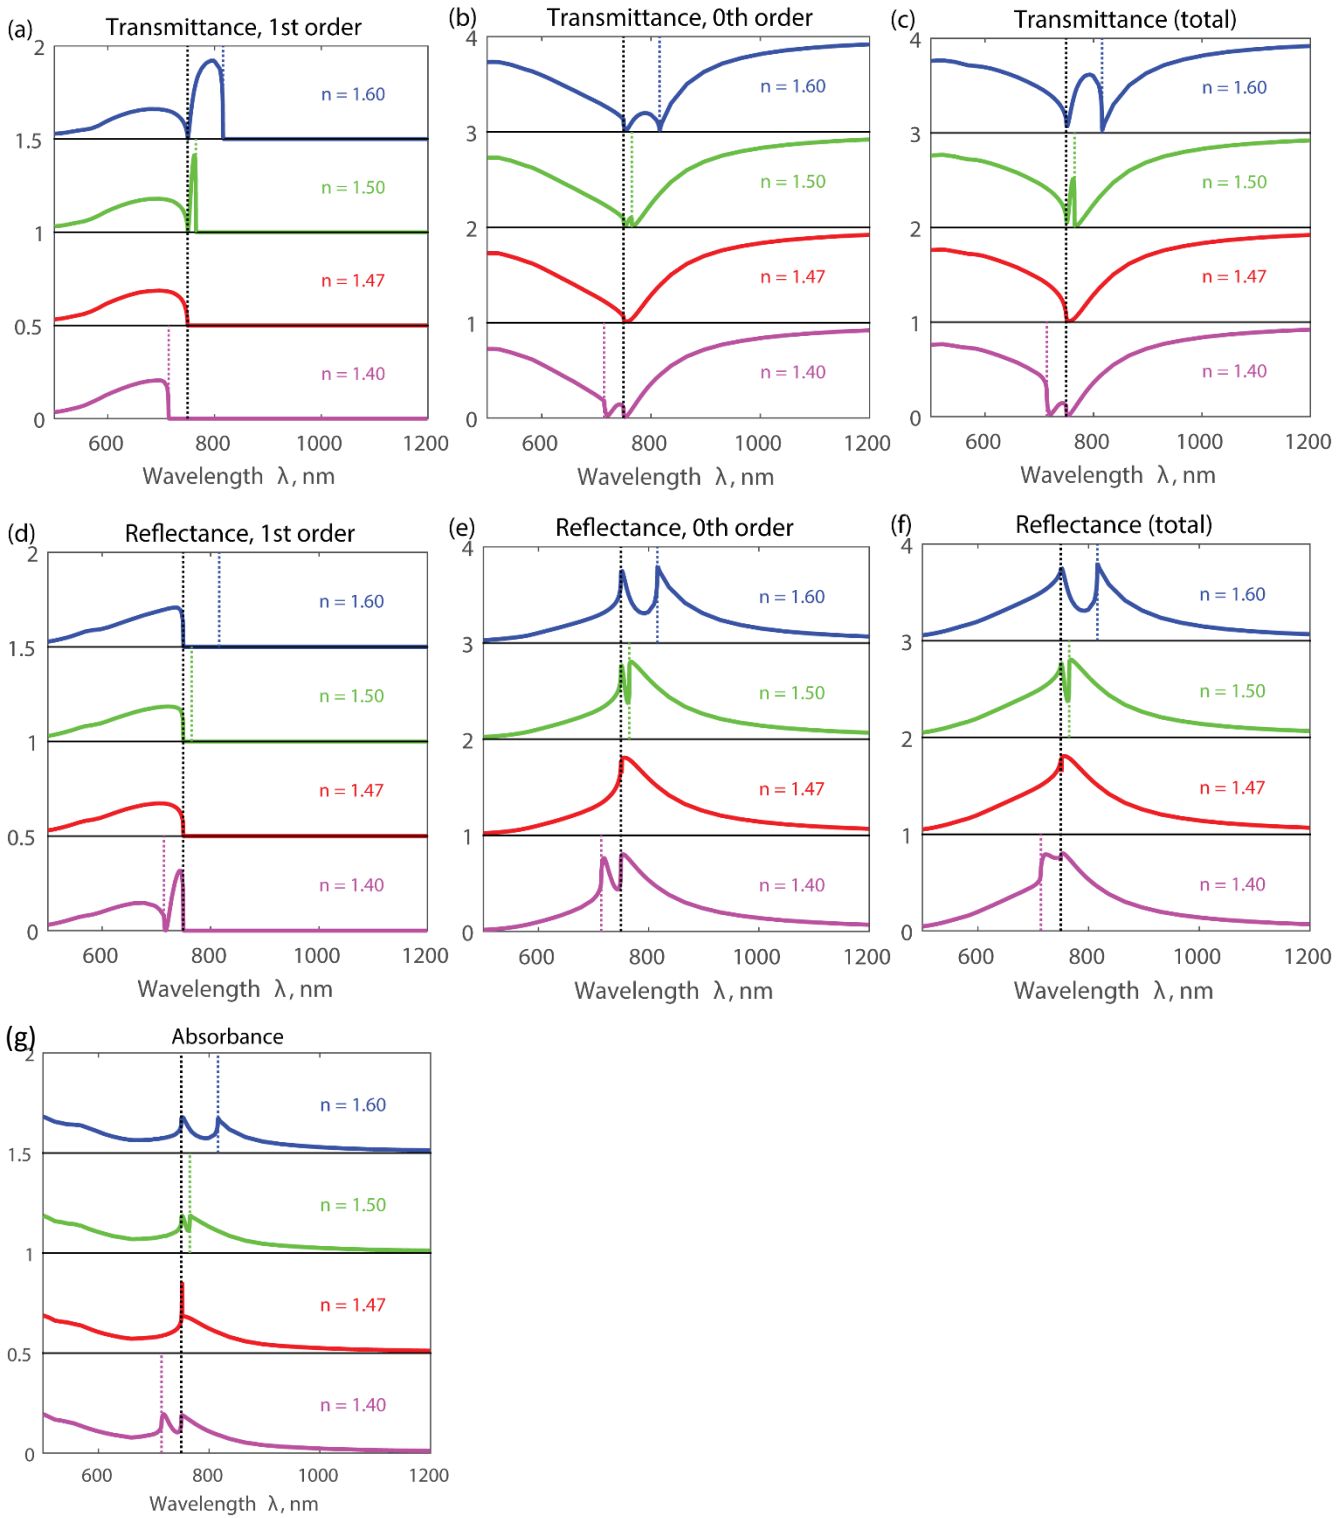 (a) Transmittance, 1st order
2
n = 1.60
1.5
n = 1.50
1
n = 1.47
0.5
n = 1.40
0
600 800 1000 1200
Wavelength λ, nm
(b) Transmittance, 0th order
4
n = 1.60
3
n = 1.50
2
n = 1.47
1
n = 1.40
0
600 800 1000 1200
Wavelength λ, nm
(c) Transmittance (total)
4
n = 1.60
3
n = 1.50
2
n = 1.47
1
n = 1.40
0
600 800 1000 1200
Wavelength λ, nm
(d) Reflectance, 1st order
2
n = 1.60
1.5
n = 1.50
1
n = 1.47
0.5
n = 1.40
0
600 800 1000 1200
Wavelength λ, nm
(e) Reflectance, 0th order
4
n = 1.60
3
n = 1.50
2
n = 1.47
1
n = 1.40
0
600 800 1000 1200
Wavelength λ, nm
(f) Reflectance (total)
4
n = 1.60
3
n = 1.50
2
n = 1.47
1
n = 1.40
0
600 800 1000 1200
Wavelength λ, nm
(g) Absorbance
2
n = 1.60
1.5
n = 1.50
1
n = 1.47
0.5
n = 1.40
0
600 800 1000 1200
Wavelength λ, nm